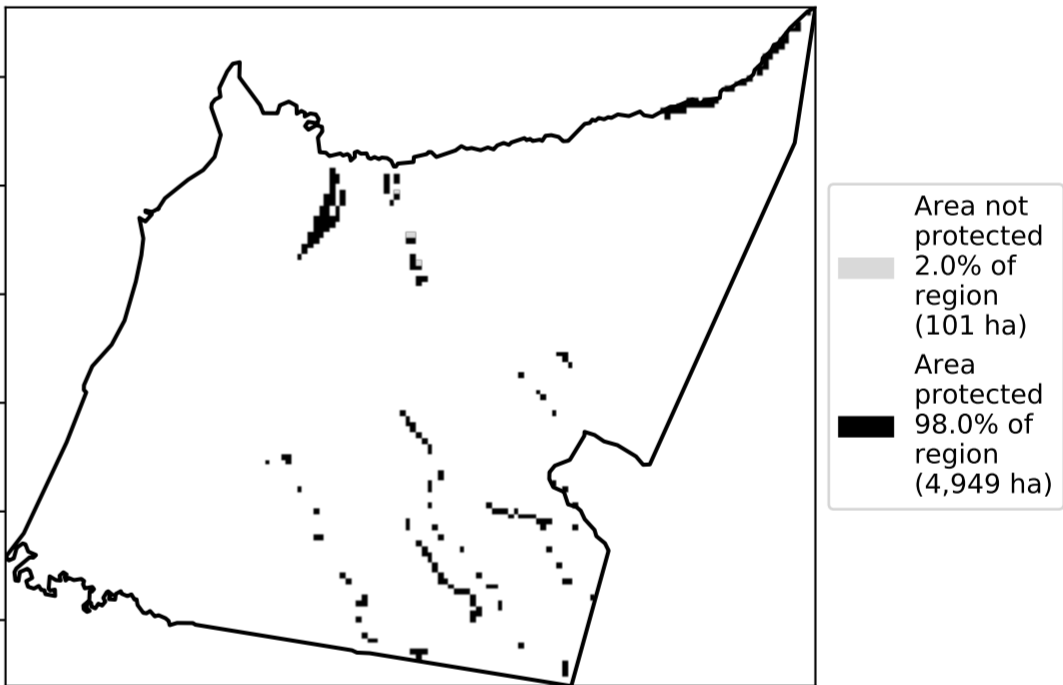 Area not
protected
2.0% of
region
(101 ha)
Area
protected
98.0% of
region
(4,949 ha)